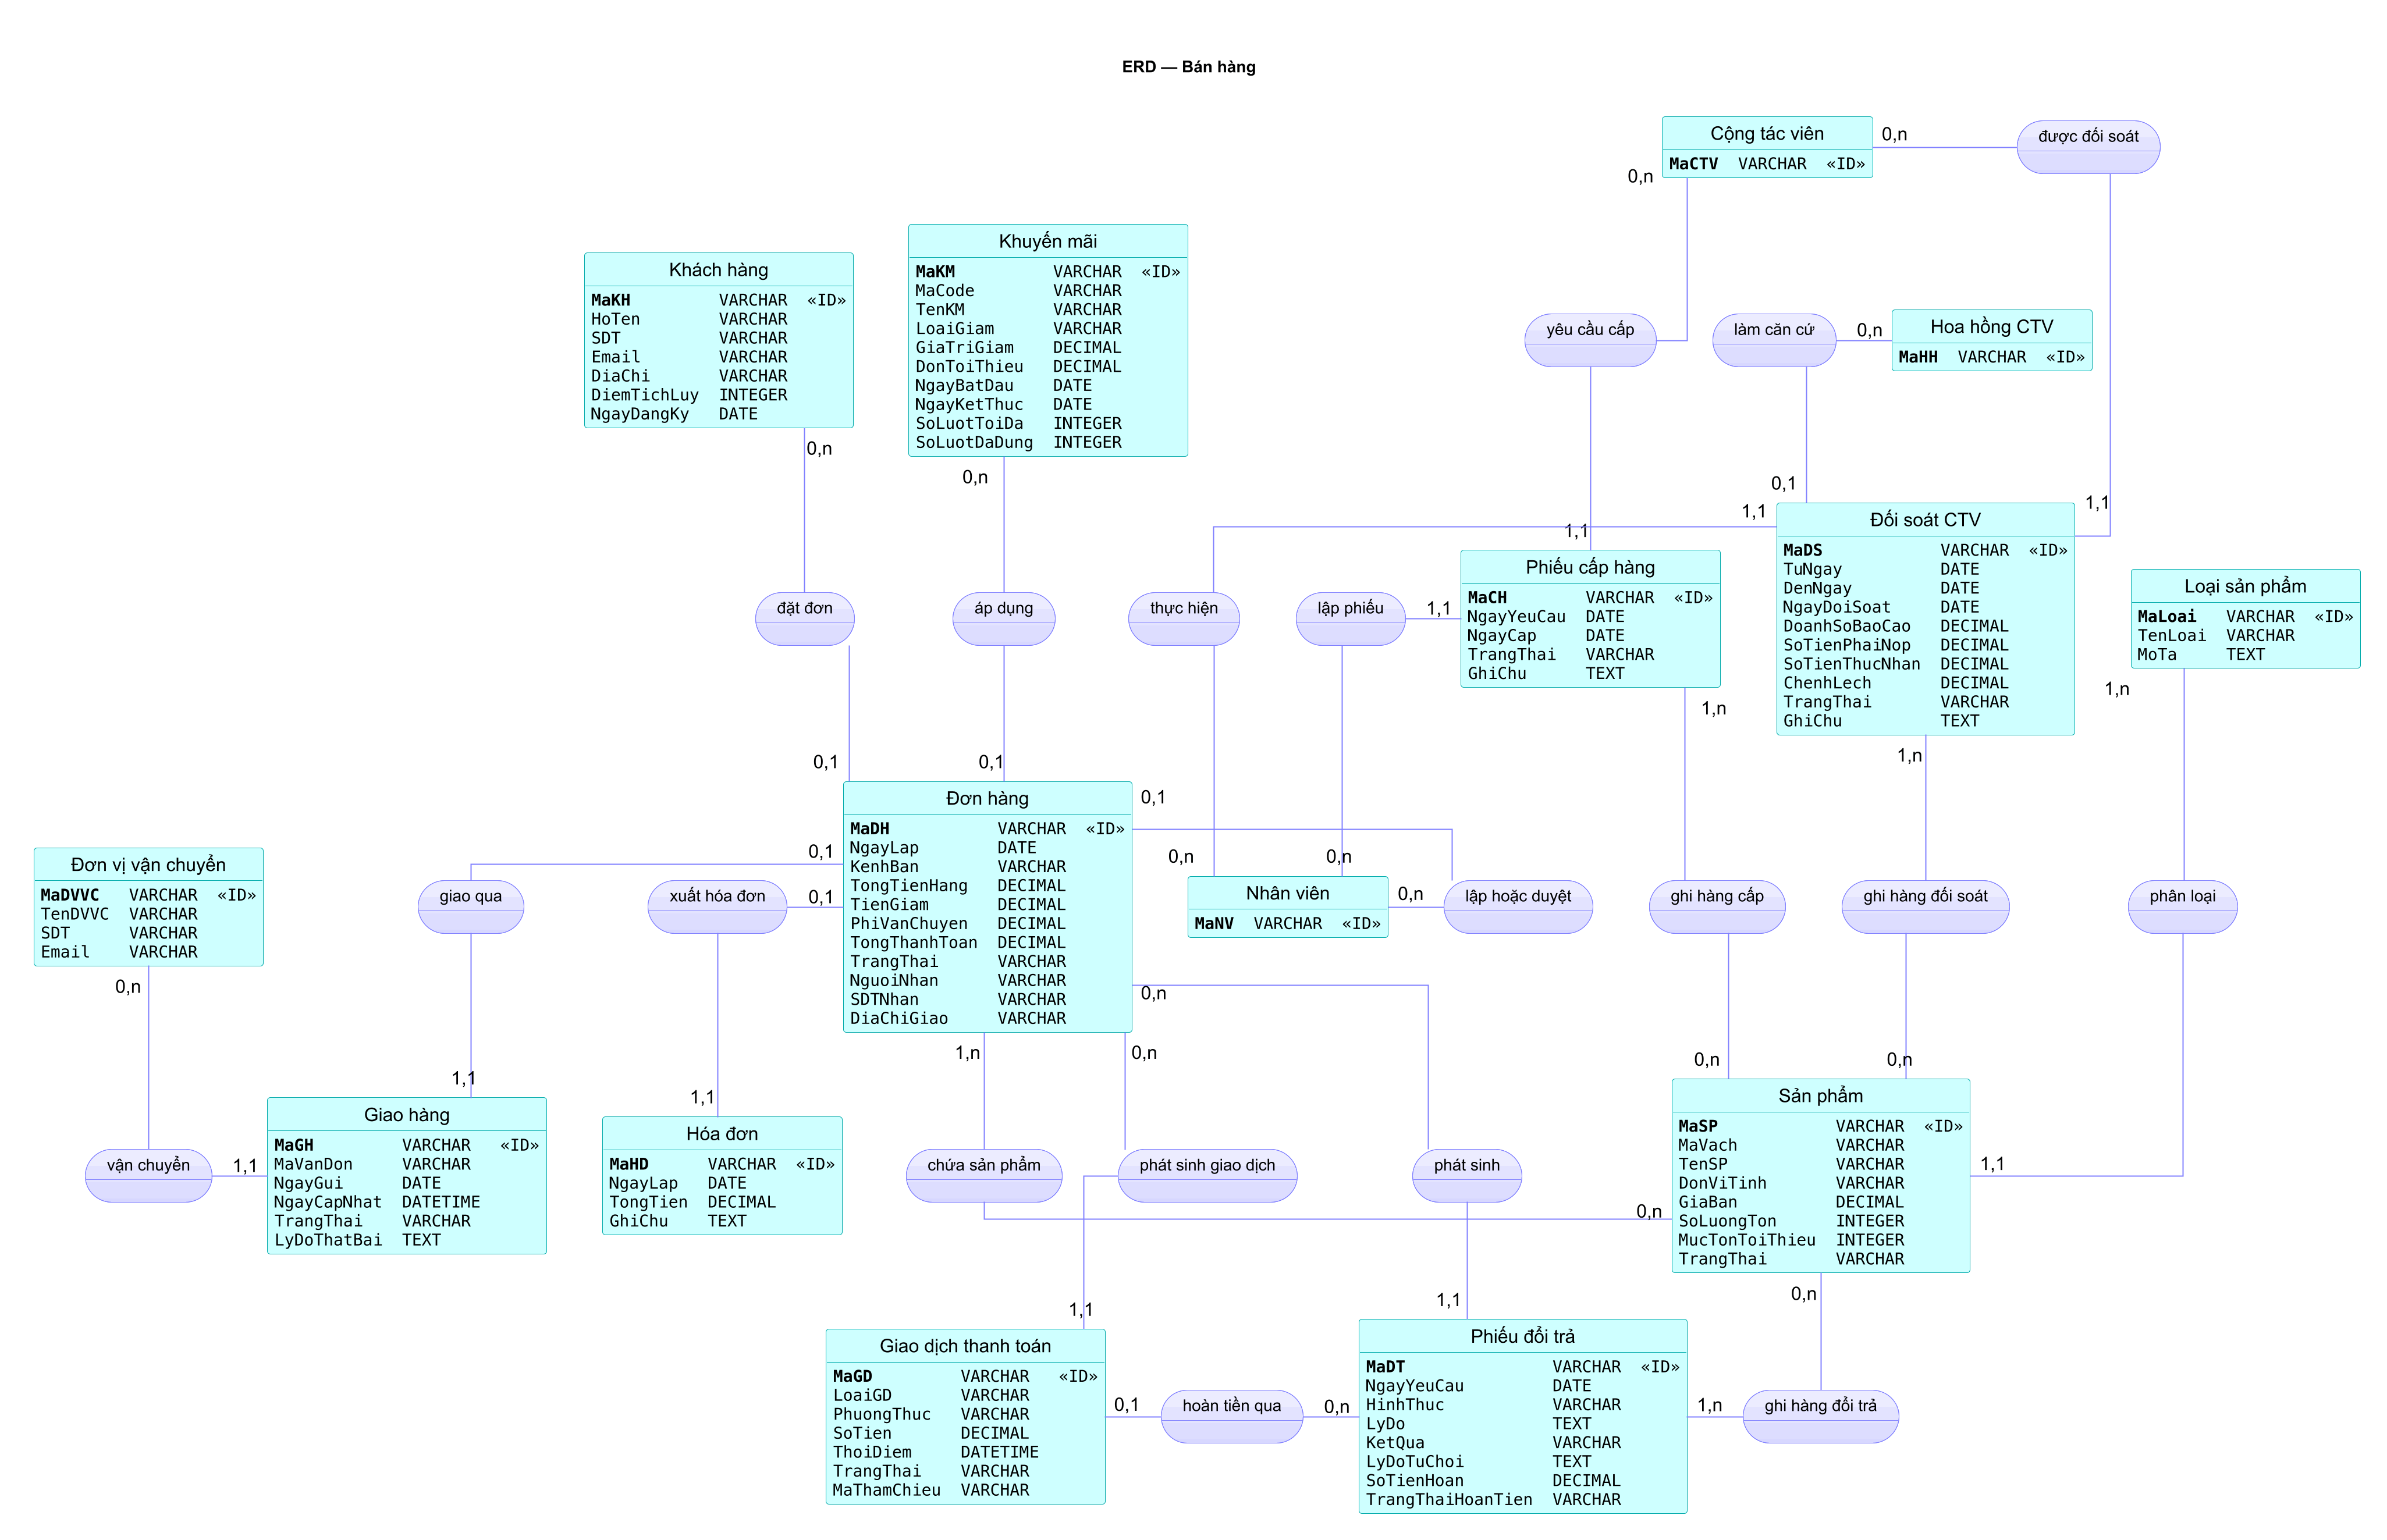 ERD — Bán hàng
Cộng tác viên
MaCTV VARCHAR «ID»
0,n
được đối soát
0,n
Khách hàng
MaKH VARCHAR «ID»
HoTen VARCHAR
SDT VARCHAR
Email VARCHAR
DiaChi VARCHAR
DiemTichLuy INTEGER
NgayDangKy DATE
0,n
Khuyến mãi
MaKM VARCHAR «ID»
MaCode VARCHAR
TenKM VARCHAR
LoaiGiam VARCHAR
GiaTriGiam DECIMAL
DonToiThieu DECIMAL
NgayBatDau DATE
NgayKetThuc DATE
SoLuotToiDa INTEGER
SoLuotDaDung INTEGER
0,n
yêu cầu cấp
làm căn cứ
0,n
Hoa hồng CTV
MaHH VARCHAR «ID»
0,1
1,1
1,1
1,1
Đối soát CTV
MaDS VARCHAR «ID»
TuNgay DATE
DenNgay DATE
NgayDoiSoat DATE
DoanhSoBaoCao DECIMAL
SoTienPhaiNop DECIMAL
SoTienThucNhan DECIMAL
ChenhLech DECIMAL
TrangThai VARCHAR
GhiChu TEXT
1,n
Phiếu cấp hàng
MaCH VARCHAR «ID»
NgayYeuCau DATE
NgayCap DATE
TrangThai VARCHAR
GhiChu TEXT
1,n
Loại sản phẩm
MaLoai VARCHAR «ID»
TenLoai VARCHAR
MoTa TEXT
1,n
đặt đơn
áp dụng
thực hiện
lập phiếu
1,1
0,1
0,1
Đơn hàng
MaDH VARCHAR «ID»
NgayLap DATE
KenhBan VARCHAR
TongTienHang DECIMAL
TienGiam DECIMAL
PhiVanChuyen DECIMAL
TongThanhToan DECIMAL
TrangThai VARCHAR
NguoiNhan VARCHAR
SDTNhan VARCHAR
DiaChiGiao VARCHAR
0,1
0,1
0,1
0,n
1,n
0,n
Đơn vị vận chuyển
MaDVVC VARCHAR «ID»
TenDVVC VARCHAR
SDT VARCHAR
Email VARCHAR
0,n
giao qua
xuất hóa đơn
0,n
0,n
Nhân viên
MaNV VARCHAR «ID»
0,n
lập hoặc duyệt
ghi hàng cấp
ghi hàng đối soát
phân loại
1,1
1,1
0,n
0,n
vận chuyển
1,1
Giao hàng
MaGH VARCHAR «ID»
MaVanDon VARCHAR
NgayGui DATE
NgayCapNhat DATETIME
TrangThai VARCHAR
LyDoThatBai TEXT
Hóa đơn
MaHD VARCHAR «ID»
NgayLap DATE
TongTien DECIMAL
GhiChu TEXT
chứa sản phẩm
phát sinh giao dịch
phát sinh
0,n
Sản phẩm
MaSP VARCHAR «ID»
MaVach VARCHAR
TenSP VARCHAR
DonViTinh VARCHAR
GiaBan DECIMAL
SoLuongTon INTEGER
MucTonToiThieu INTEGER
TrangThai VARCHAR
1,1
0,n
1,1
1,1
Giao dịch thanh toán
MaGD VARCHAR «ID»
LoaiGD VARCHAR
PhuongThuc VARCHAR
SoTien DECIMAL
ThoiDiem DATETIME
TrangThai VARCHAR
MaThamChieu VARCHAR
0,1
hoàn tiền qua
0,n
Phiếu đổi trả
MaDT VARCHAR «ID»
NgayYeuCau DATE
HinhThuc VARCHAR
LyDo TEXT
KetQua VARCHAR
LyDoTuChoi TEXT
SoTienHoan DECIMAL
TrangThaiHoanTien VARCHAR
1,n
ghi hàng đổi trả